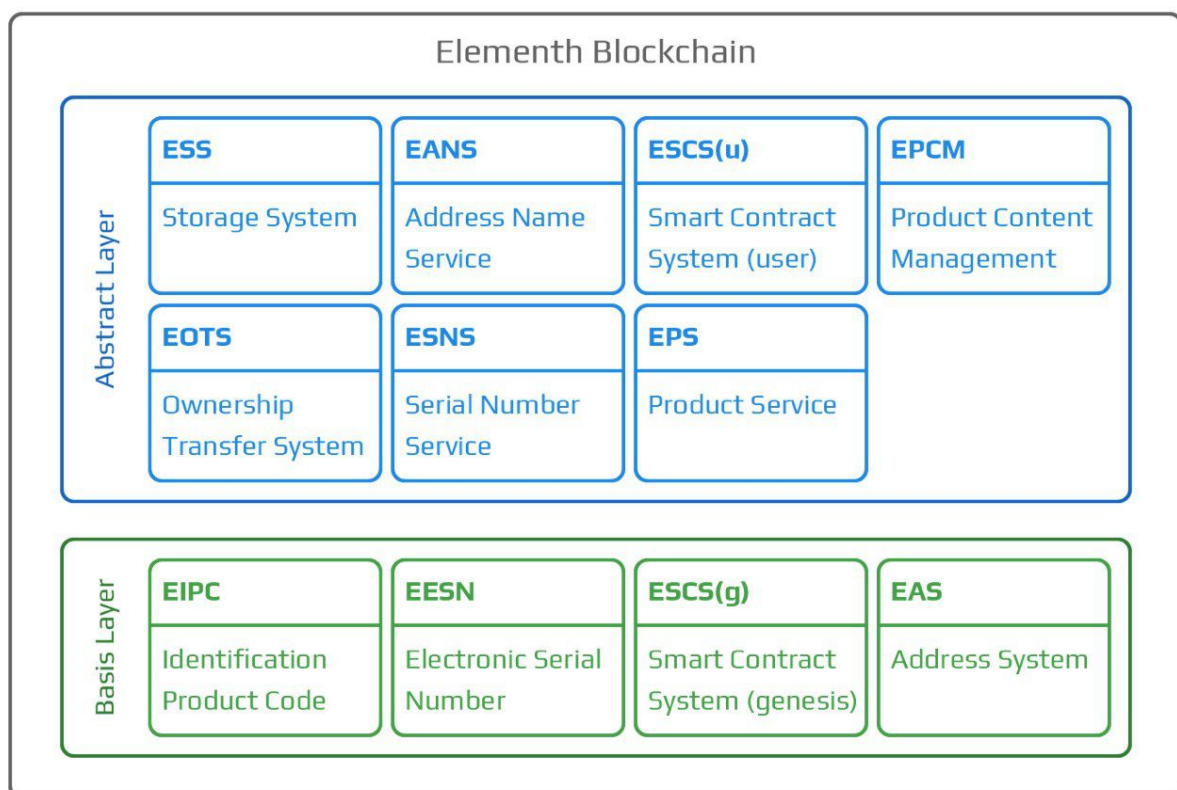 Elementh Blockchain
Abstract Layer
ESS
Storage System
EANS
Address Name
Service
ESCS(u)
Smart Contract
System (user)
EPCM
Product Content
Management
EOTS
Ownership
Transfer System
ESNS
Serial Number
Service
EPS
Product Service
Basis Layer
EIPC
Identification
Product Code
EESN
Electronic Serial
Number
ESCS(g)
Smart Contract
System (genesis)
EAS
Address System